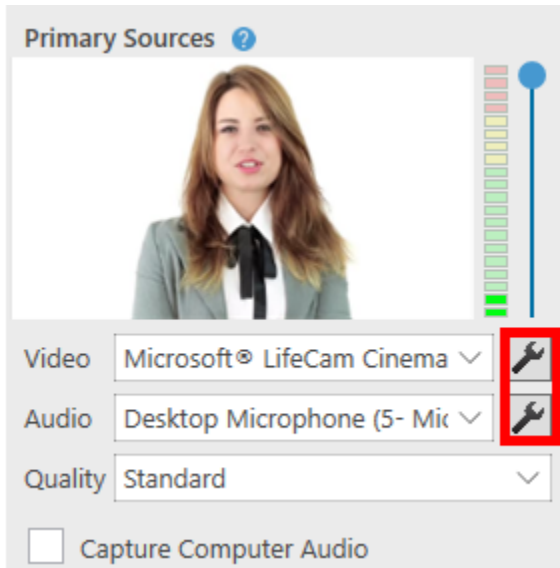 Primary Sources ?
Video Microsoft® LifeCam Cinema
Audio Desktop Microphone (5- Mic
Quality Standard
Capture Computer Audio